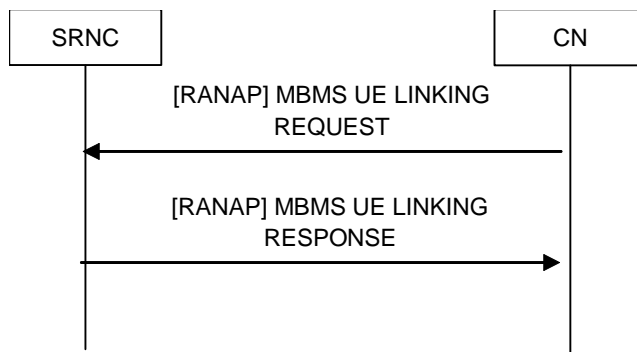 SRNC
CN
[RANAP] MBMS UE LINKING
REQUEST
[RANAP] MBMS UE LINKING
RESPONSE